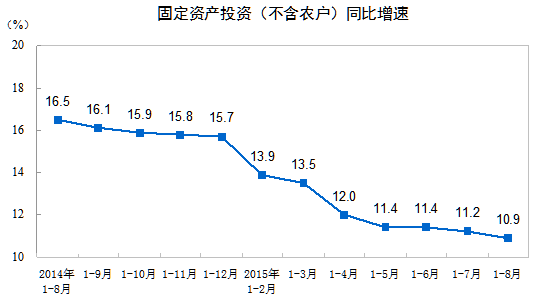 固定资产投资（不含农户）同比增速
（%）
20
18
16
14
12
10
16.5
16.1
15.9
15.8
15.7
13.9
13.5
12.0
11.4
11.4
11.2
10.9
2014年
1-8月
1-9月
1-10月
1-11月
1-12月
2015年
1-2月
1-3月
1-4月
1-5月
1-6月
1-7月
1-8月